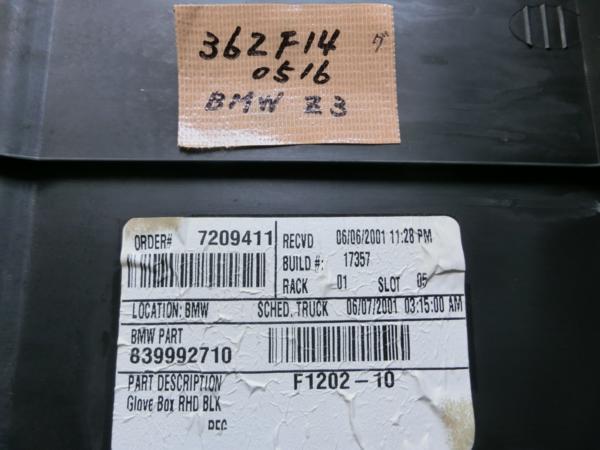 362F14 グ
0516
BMW Z3
ORDER# 7209411
RECVD 06/06/2001 11:28 PM
BUILD #: 17357
RACK 01 SLOT 05
LOCATION: BMW
SCHED. TRUCK 06/07/2001 03:15:00 AM
BMW PART
839992710
PART DESCRIPTION
F1202-10
Glove Box RHD BLK